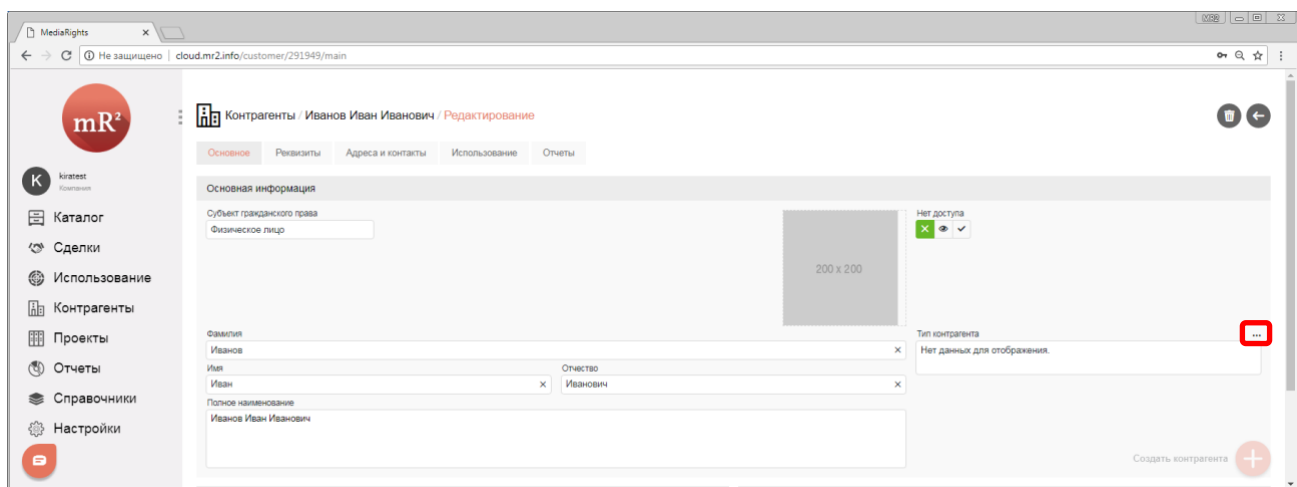 MediaRights
Не защищено | cloud.mr2.info/customer/291949/main
mR²
Контрагенты / Иванов Иван Иванович / Редактирование
Основное Реквизиты Адреса и контакты Использование Отчеты
K
kiratest
Компания
Основная информация
Каталог
Сделки
Использование
Контрагенты
Проекты
Отчеты
Справочники
Настройки
Субъект гражданского права
Физическое лицо
200 x 200
Нет доступа
Фамилия
Иванов
Тип контрагента
...
Нет данных для отображения.
Имя
Иван
Отчество
Иванович
Полное наименование
Иванов Иван Иванович
Создать контрагента